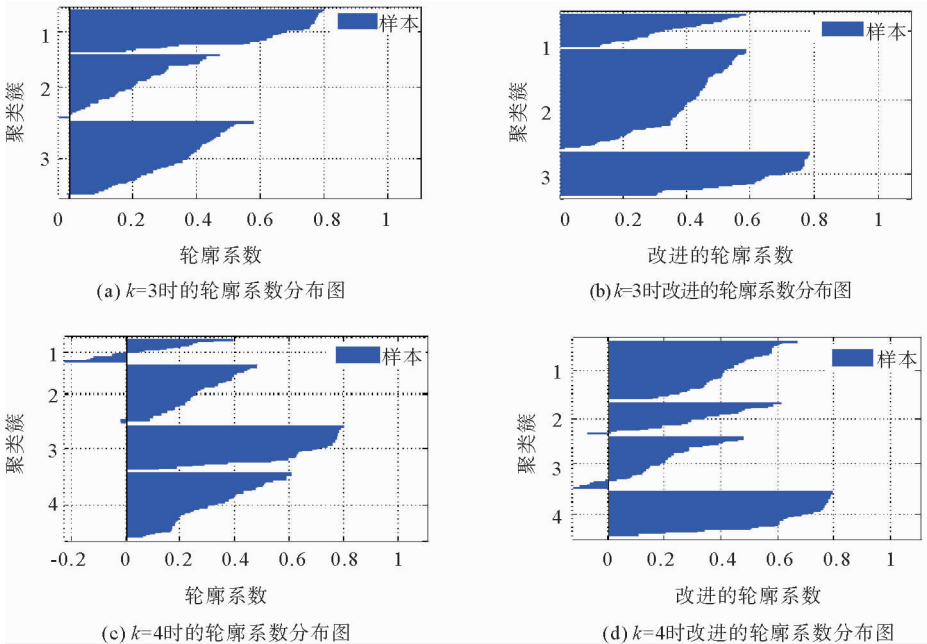 样本
聚类簇
1
2
3
0 0.2 0.4 0.6 0.8 1
轮廓系数
(a) k=3时的轮廓系数分布图
样本
聚类簇
1
2
3
0 0.2 0.4 0.6 0.8 1
改进的轮廓系数
(b) k=3时改进的轮廓系数分布图
样本
聚类簇
1
2
3
4
-0.2 0 0.2 0.4 0.6 0.8 1
轮廓系数
(c) k=4时的轮廓系数分布图
样本
聚类簇
1
2
3
4
0 0.2 0.4 0.6 0.8 1
改进的轮廓系数
(d) k=4时改进的轮廓系数分布图